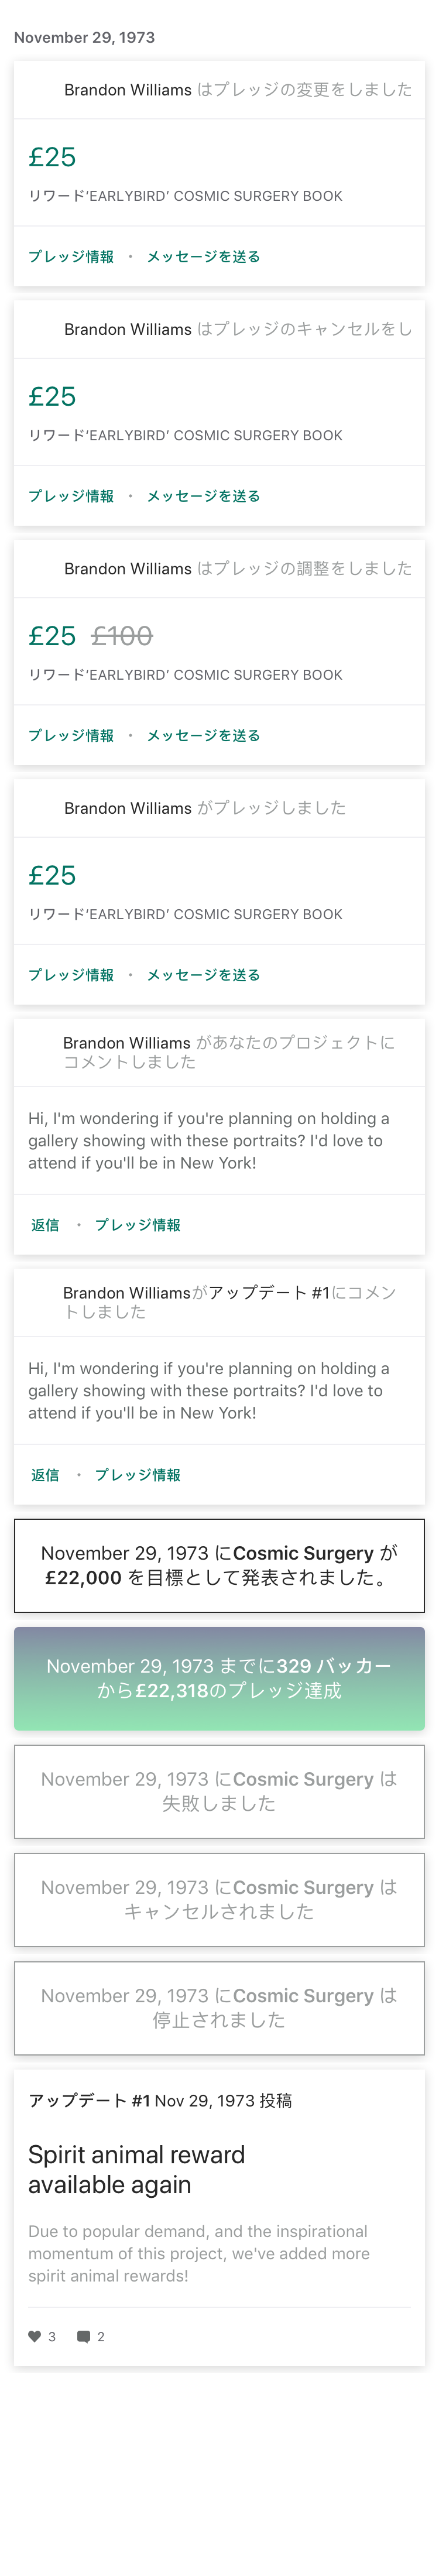 November 29, 1973
Brandon Williams はプレッジの変更をしました
£25
リワード‘EARLYBIRD’ COSMIC SURGERY BOOK
プレッジ情報 • メッセージを送る
Brandon Williams はプレッジのキャンセルをし
£25
リワード‘EARLYBIRD’ COSMIC SURGERY BOOK
プレッジ情報 • メッセージを送る
Brandon Williams はプレッジの調整をしました
£25 £100
リワード‘EARLYBIRD’ COSMIC SURGERY BOOK
プレッジ情報 • メッセージを送る
Brandon Williams がプレッジしました
£25
リワード‘EARLYBIRD’ COSMIC SURGERY BOOK
プレッジ情報 • メッセージを送る
Brandon Williams があなたのプロジェクトに
コメントしました
Hi, I'm wondering if you're planning on holding a
gallery showing with these portraits? I'd love to
attend if you'll be in New York!
返信 • プレッジ情報
Brandon Williamsがアップデート #1にコメン
トしました
Hi, I'm wondering if you're planning on holding a
gallery showing with these portraits? I'd love to
attend if you'll be in New York!
返信 • プレッジ情報
November 29, 1973 にCosmic Surgery が
£22,000 を目標として発表されました。
November 29, 1973 までに329 バッカー
から£22,318のプレッジ達成
November 29, 1973 にCosmic Surgery は
失敗しました
November 29, 1973 にCosmic Surgery は
キャンセルされました
November 29, 1973 にCosmic Surgery は
停止されました
アップデート #1 Nov 29, 1973 投稿
Spirit animal reward
available again
Due to popular demand, and the inspirational
momentum of this project, we've added more
spirit animal rewards!
3 2